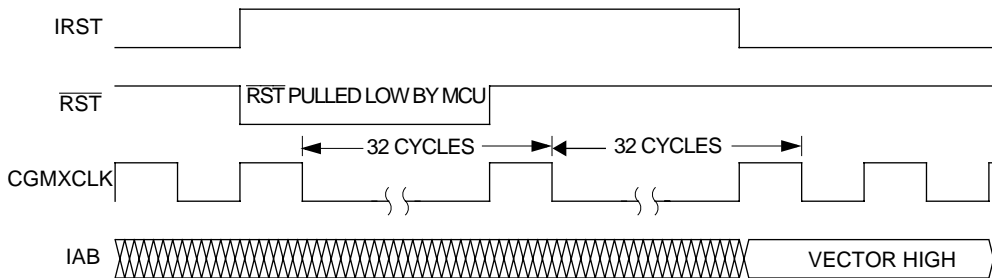 IRST
RST
RST PULLED LOW BY MCU
32 CYCLES
32 CYCLES
CGMXCLK
IAB
VECTOR HIGH